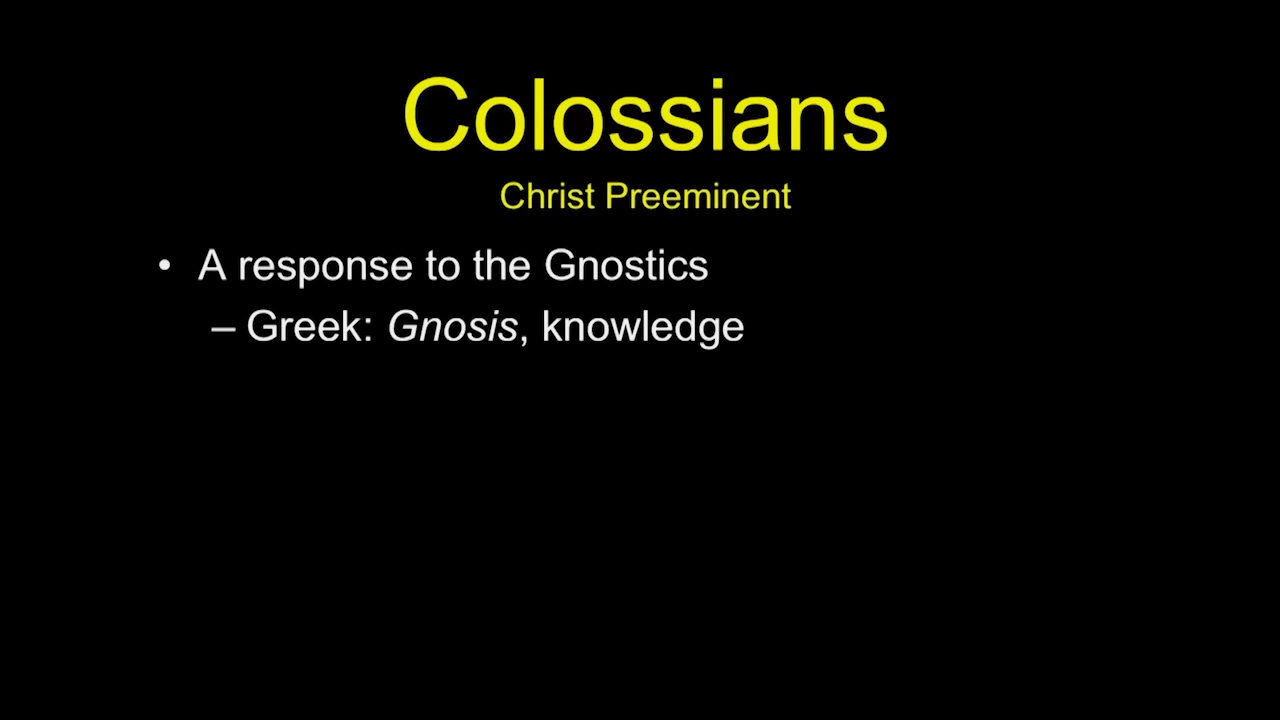 Colossians
Christ Preeminent
• A response to the Gnostics
– Greek: Gnosis, knowledge